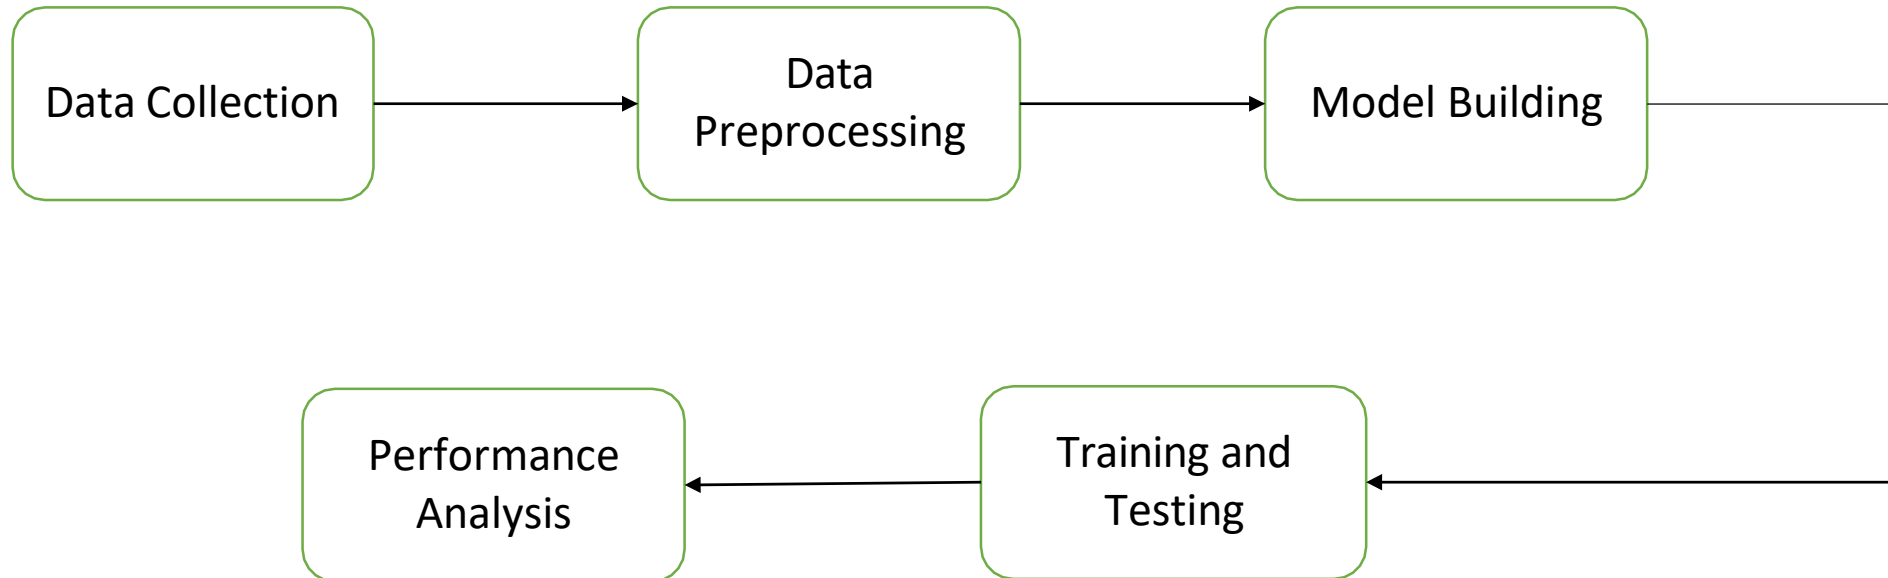 Data Collection
Data
Preprocessing
Model Building
Training and
Testing
Performance
Analysis